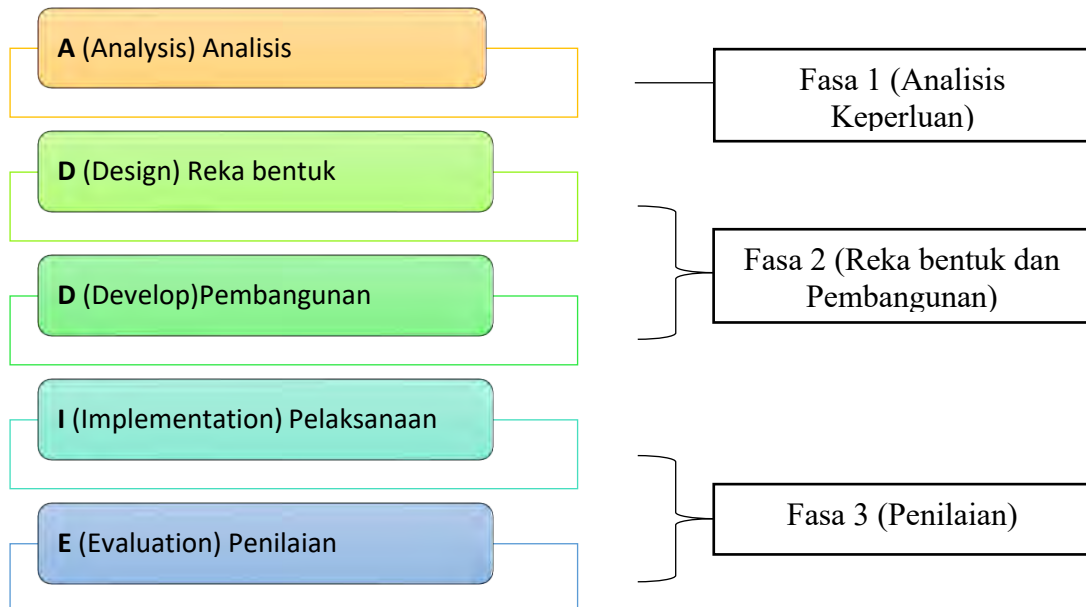 A (Analysis) Analisis
Fasa 1 (Analisis
Keperluan)
D (Design) Reka bentuk
D (Develop)Pembangunan
Fasa 2 (Reka bentuk dan
Pembangunan)
I (Implementation) Pelaksanaan
E (Evaluation) Penilaian
Fasa 3 (Penilaian)